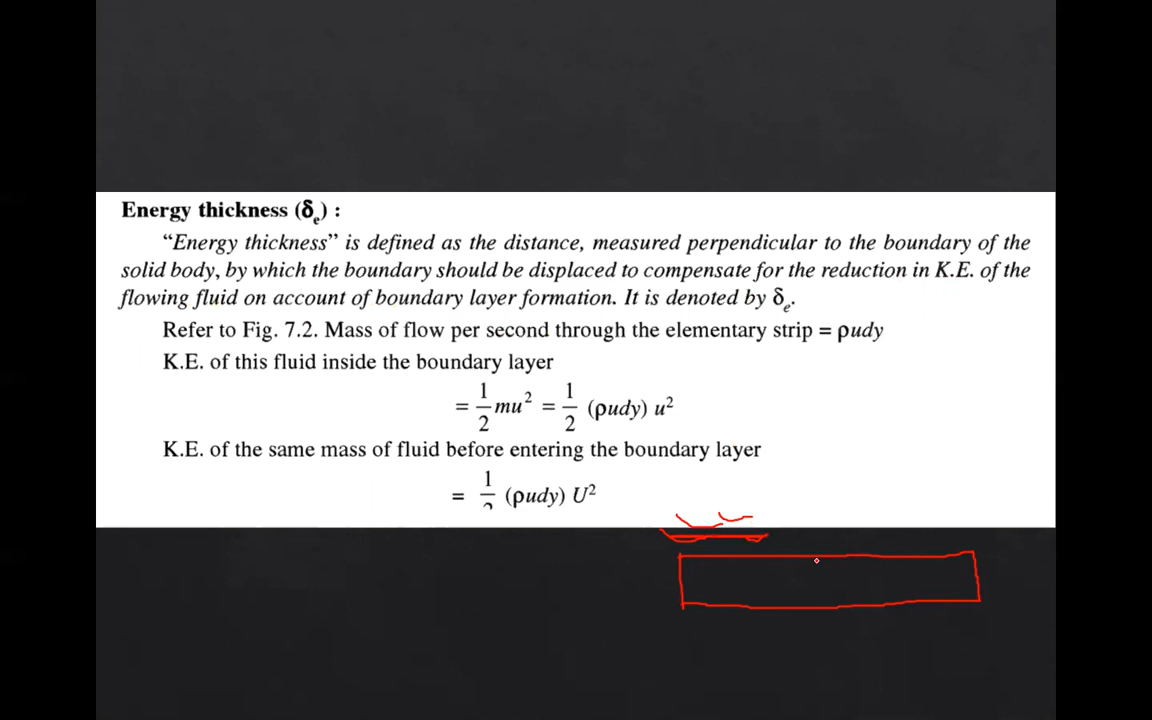 Energy thickness (δₑ) :
“Energy thickness” is defined as the distance, measured perpendicular to the boundary of the
solid body, by which the boundary should be displaced to compensate for the reduction in K.E. of the
flowing fluid on account of boundary layer formation. It is denoted by δₑ.
Refer to Fig. 7.2. Mass of flow per second through the elementary strip = ρudy
K.E. of this fluid inside the boundary layer
= 1/2 mu² = 1/2 (ρudy) u²
K.E. of the same mass of fluid before entering the boundary layer
= 1/2 (ρudy) U²